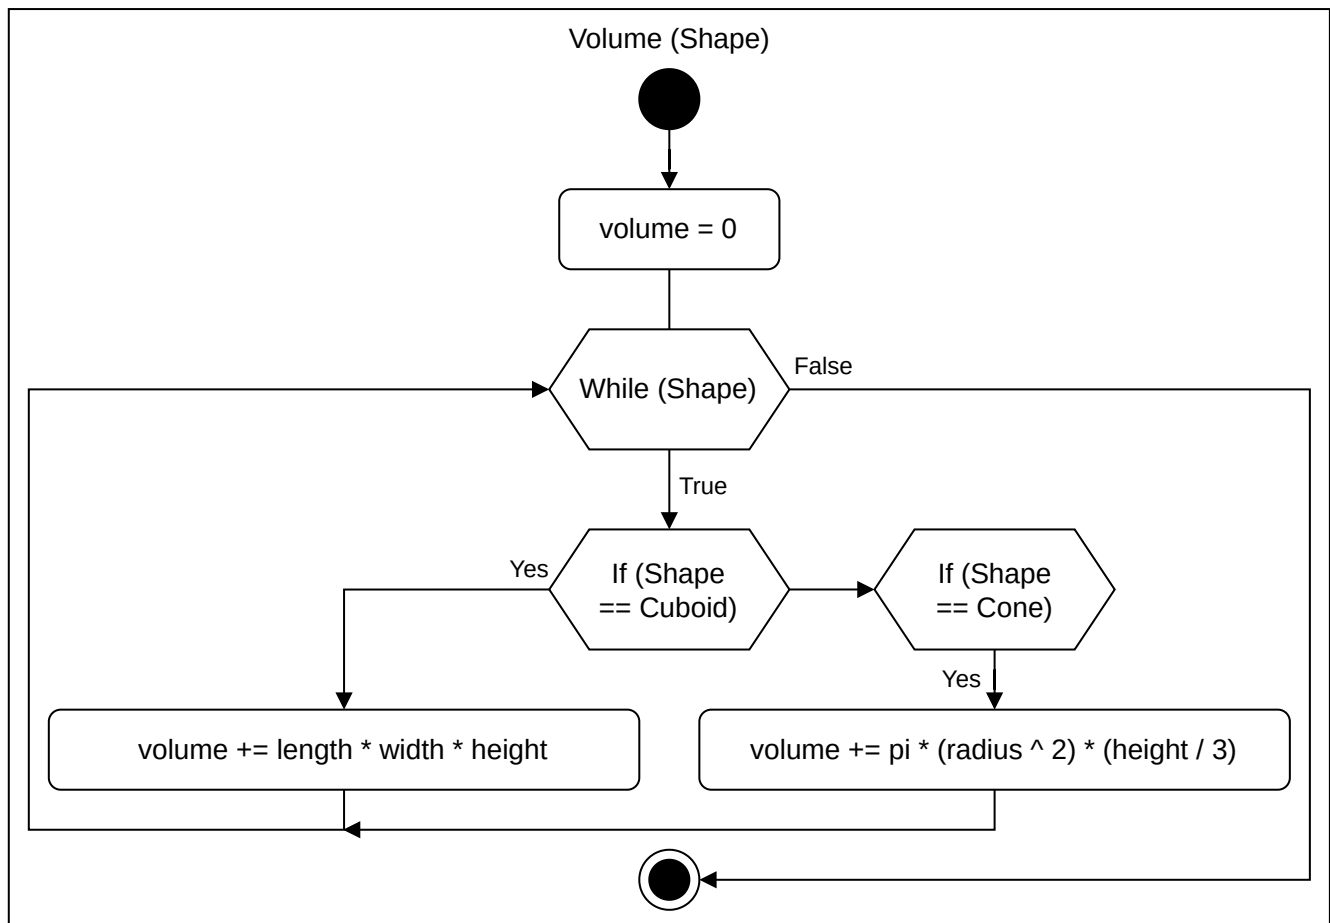 Volume (Shape)
volume = 0
While (Shape)
False
True
Yes
If (Shape
== Cuboid)
If (Shape
== Cone)
Yes
volume += length * width * height
volume += pi * (radius ^ 2) * (height / 3)